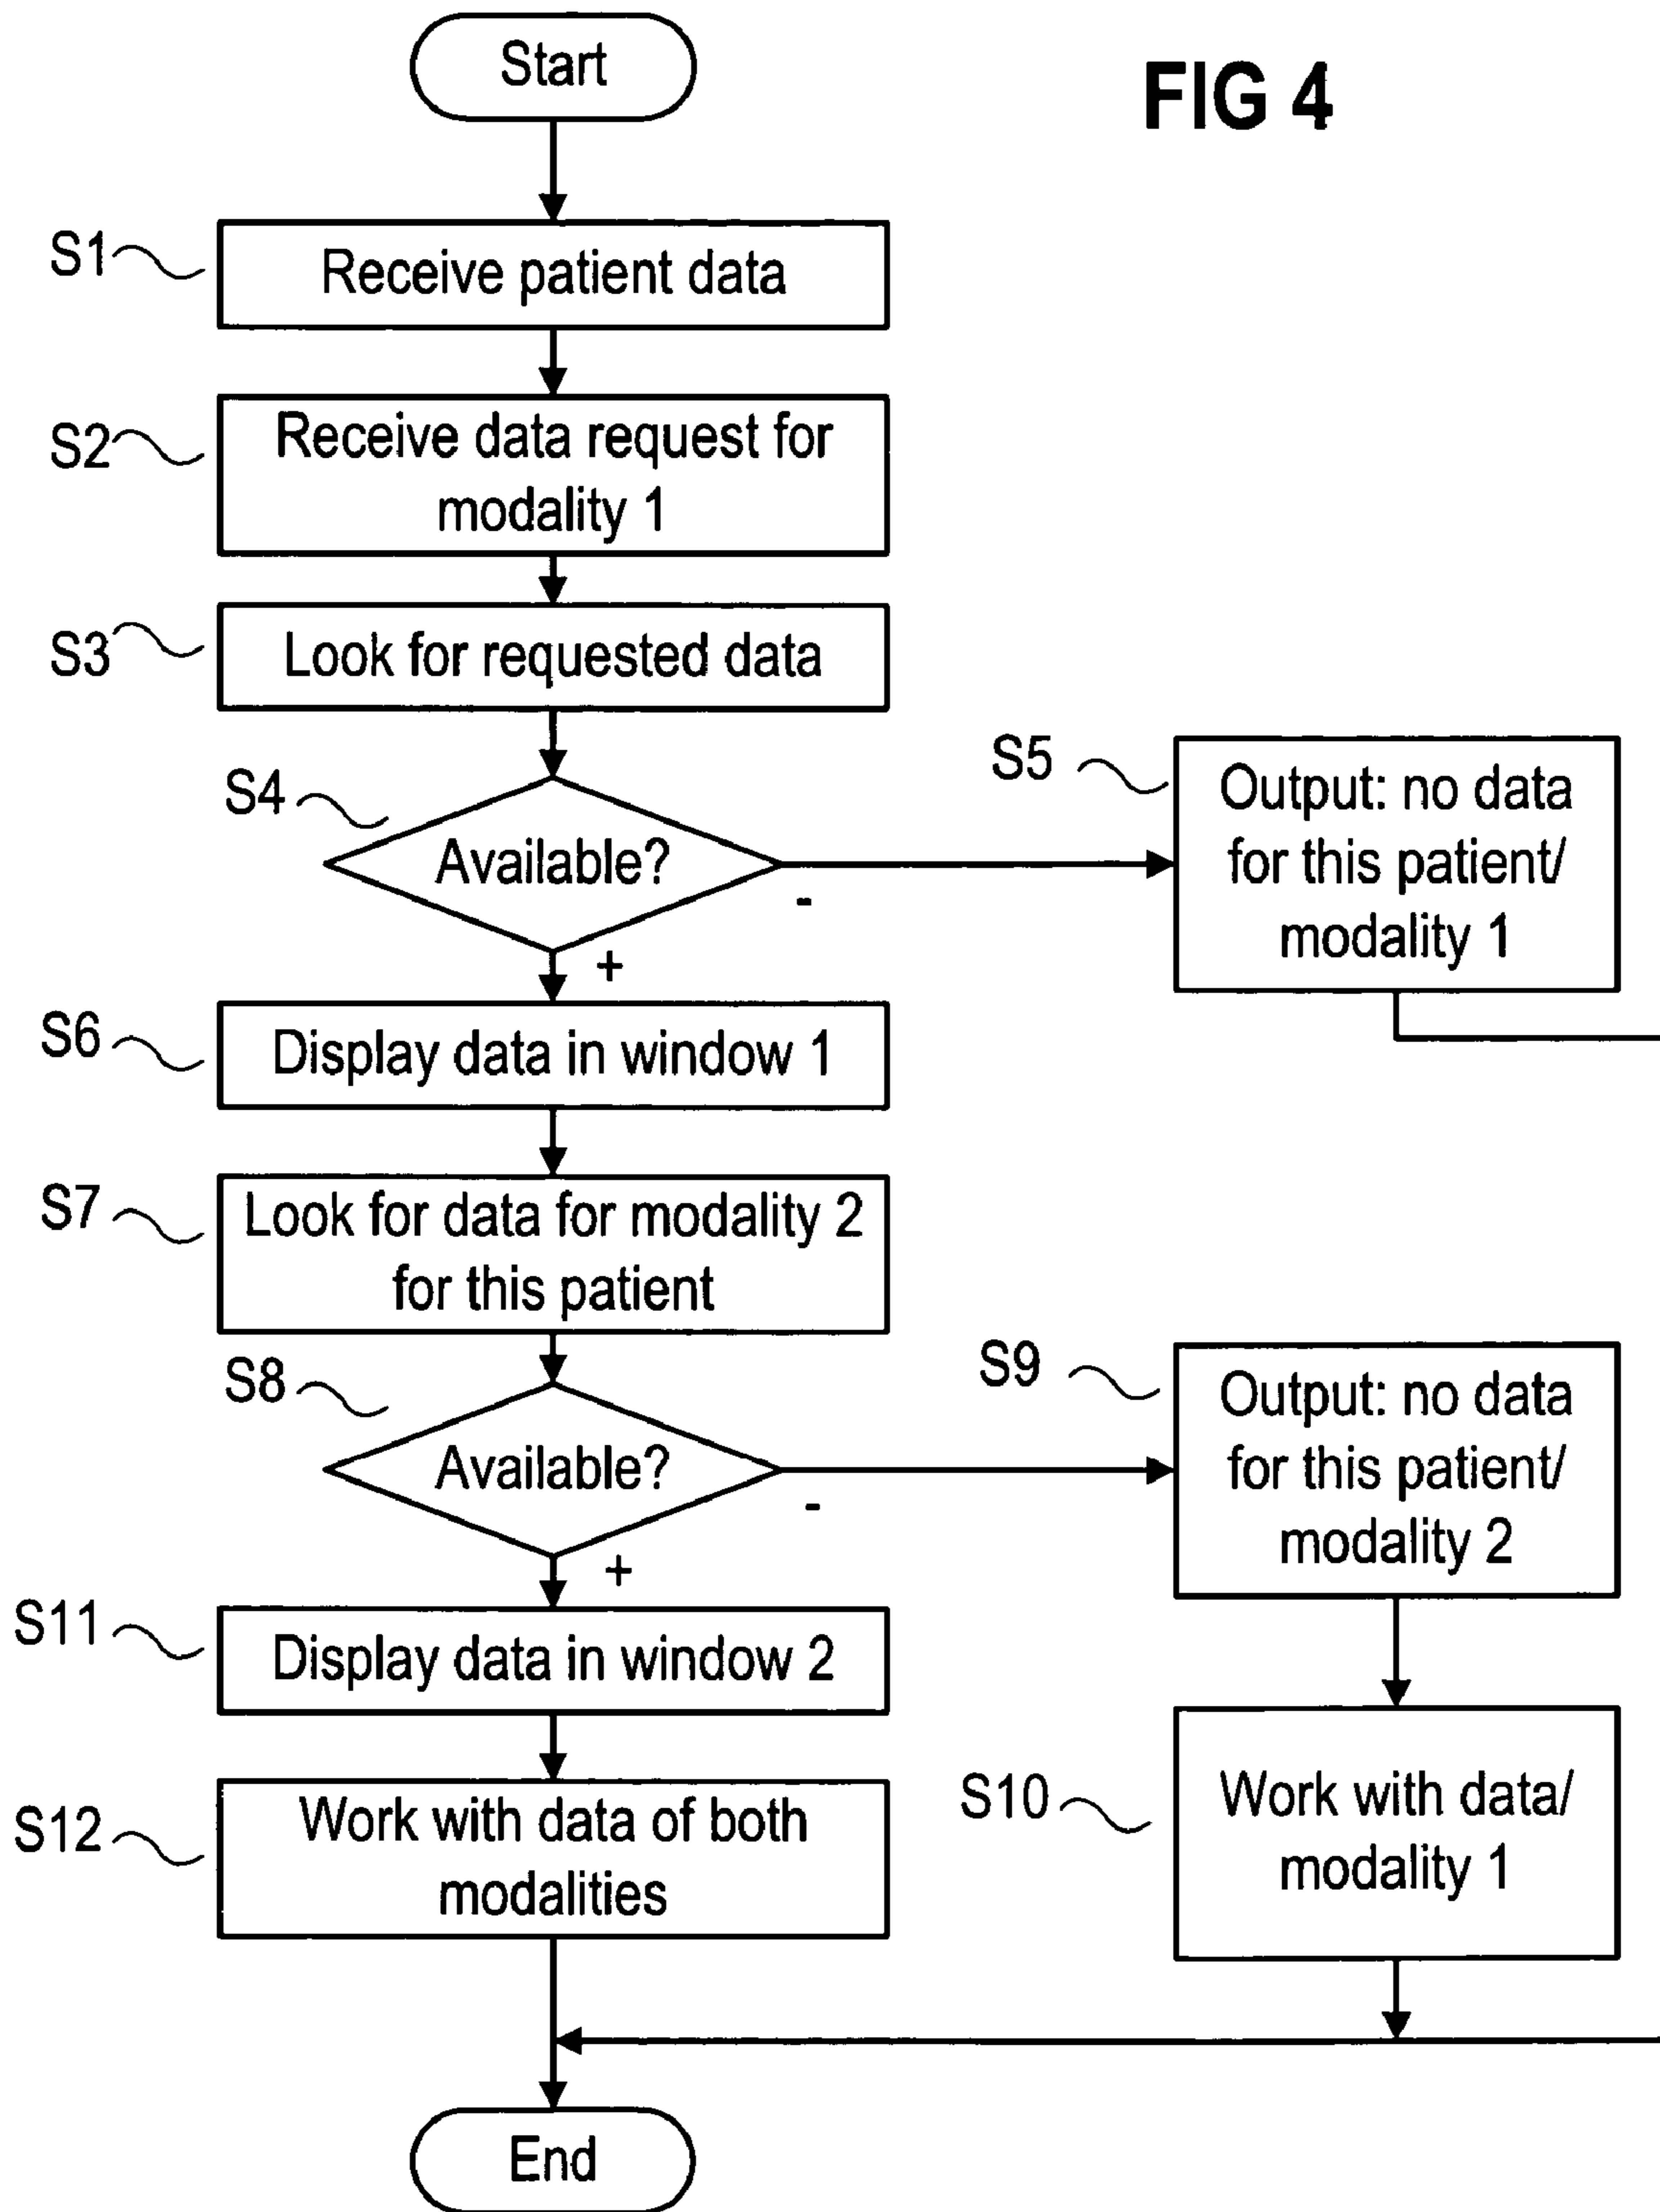 Start
FIG 4
S1
Receive patient data
S2
Receive data request for
modality 1
S3
Look for requested data
S4
Available?
-
+
S5
Output: no data
for this patient/
modality 1
S6
Display data in window 1
S7
Look for data for modality 2
for this patient
S8
Available?
-
+
S9
Output: no data
for this patient/
modality 2
S11
Display data in window 2
S10
Work with data/
modality 1
S12
Work with data of both
modalities
End